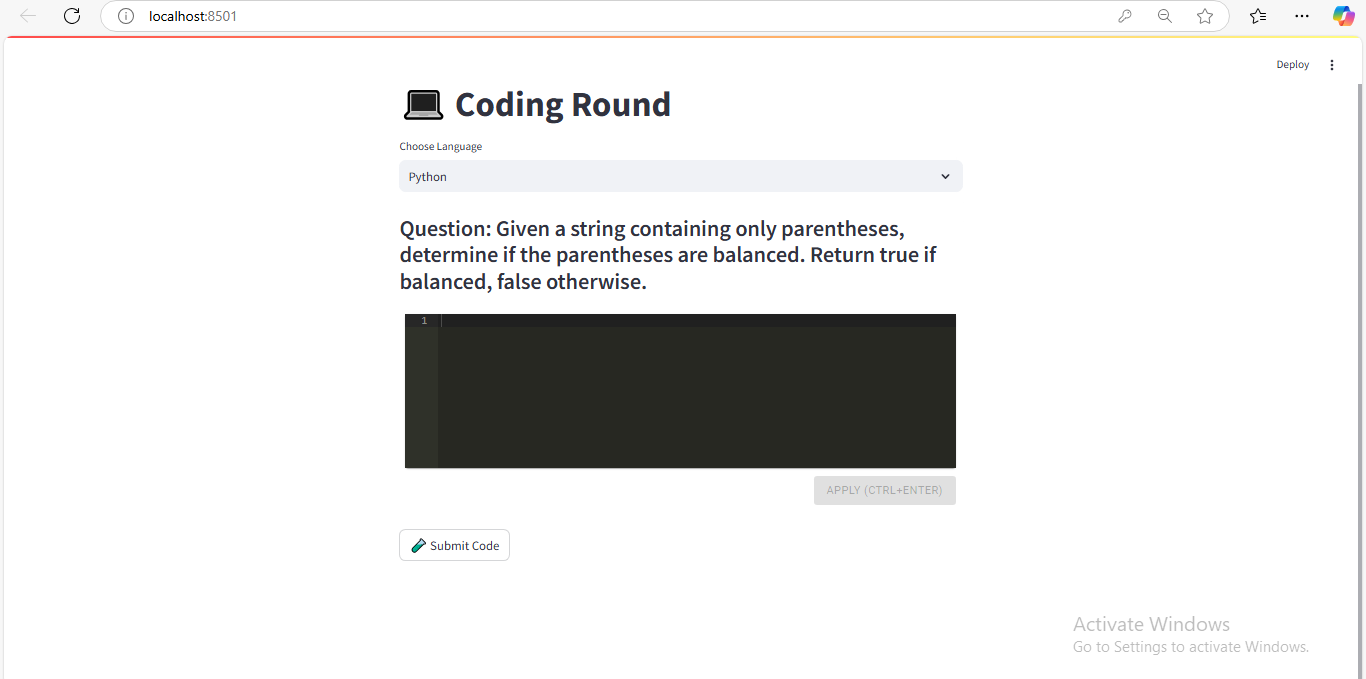 localhost:8501
Deploy
Coding Round
Choose Language
Python
Question: Given a string containing only parentheses,
determine if the parentheses are balanced. Return true if
balanced, false otherwise.
1
APPLY (CTRL+ENTER)
Submit Code
Activate Windows
Go to Settings to activate Windows.